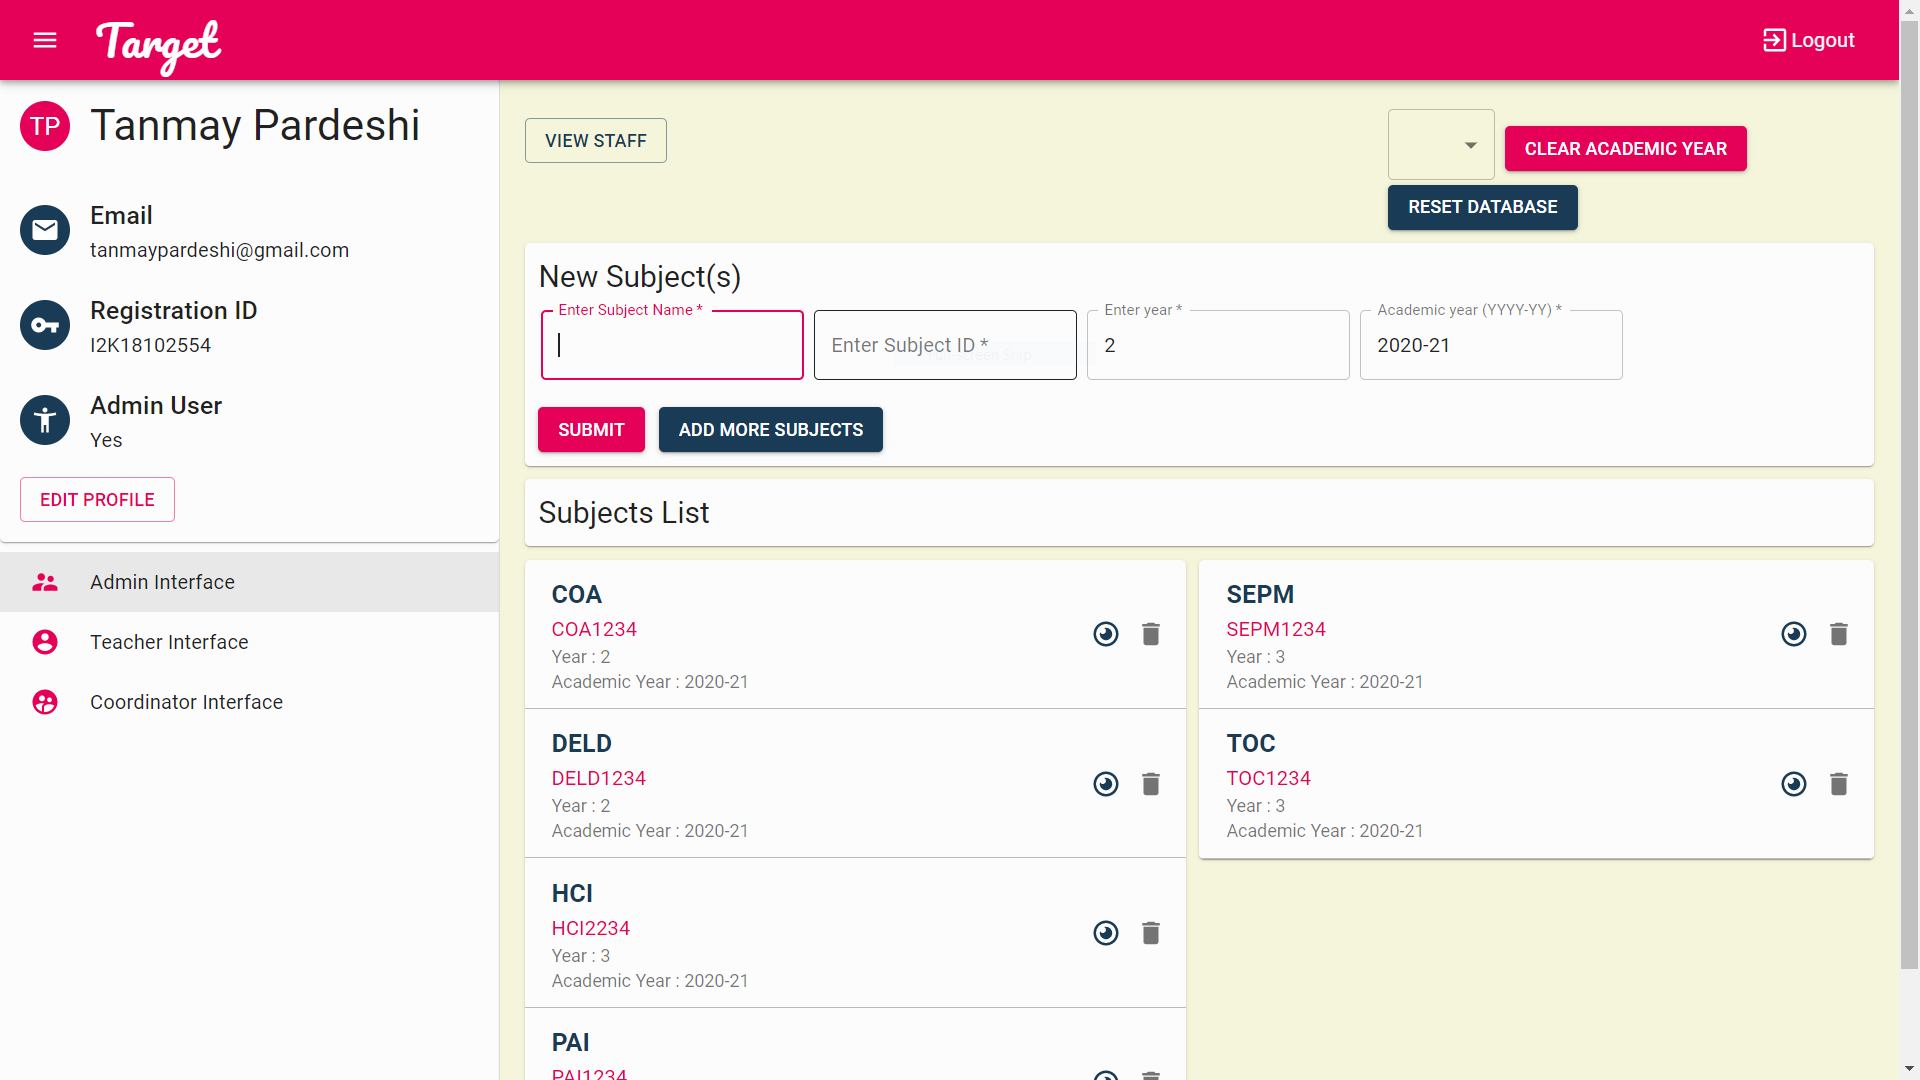 Target
Logout
TP
Tanmay Pardeshi
Email
tanmaypardeshi@gmail.com
Registration ID
I2K18102554
Admin User
Yes
EDIT PROFILE
Admin Interface
Teacher Interface
Coordinator Interface
VIEW STAFF
CLEAR ACADEMIC YEAR
RESET DATABASE
New Subject(s)
Enter Subject Name *
Enter Subject ID *
Enter year *
2
Academic year (YYYY-YY) *
2020-21
SUBMIT
ADD MORE SUBJECTS
Subjects List
COA
COA1234
Year : 2
Academic Year : 2020-21
DELD
DELD1234
Year : 2
Academic Year : 2020-21
HCI
HCI2234
Year : 3
Academic Year : 2020-21
PAI
PAI1234
SEPM
SEPM1234
Year : 3
Academic Year : 2020-21
TOC
TOC1234
Year : 3
Academic Year : 2020-21